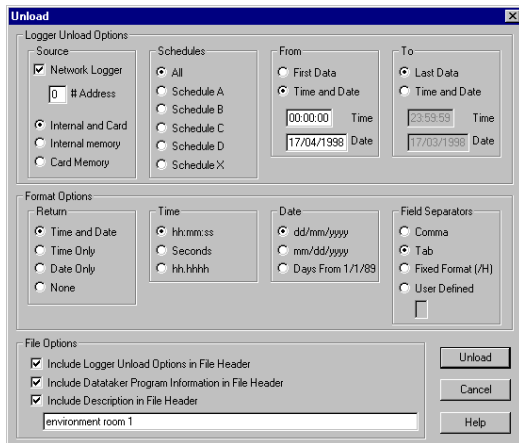 Unload
Logger Unload Options
Source
Network Logger
0 # Address
Internal and Card
Internal memory
Card Memory
Schedules
All
Schedule A
Schedule B
Schedule C
Schedule D
Schedule X
From
First Data
Time and Date
00:00:00 Time
17/04/1998 Date
To
Last Data
Time and Date
23:59:59 Time
17/03/1998 Date
Format Options
Return
Time and Date
Time Only
Date Only
None
Time
hh:mm:ss
Seconds
hh.hhhh
Date
dd/mm/yyyy
mm/dd/yyyy
Days From 1/1/89
Field Separators
Comma
Tab
Fixed Format (/H)
User Defined
File Options
Include Logger Unload Options in File Header
Include Datataker Program Information in File Header
Include Description in File Header
environment room 1
Unload
Cancel
Help